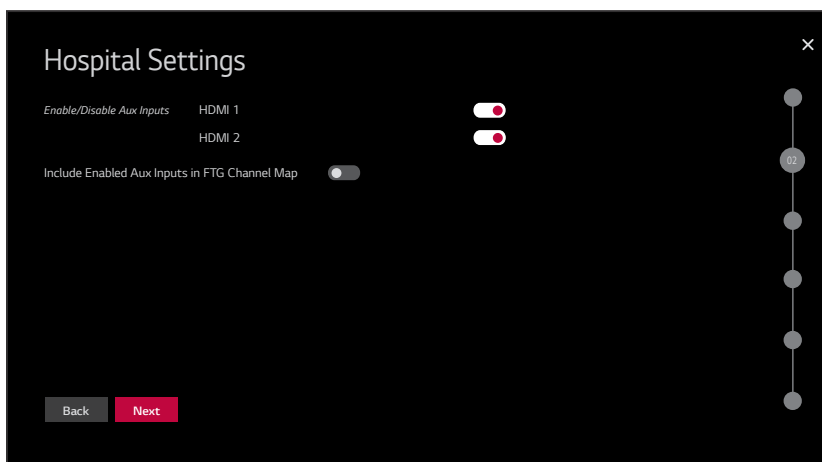 Hospital Settings
Enable/Disable Aux Inputs HDMI 1
HDMI 2
02
Include Enabled Aux Inputs in FTG Channel Map
Back Next